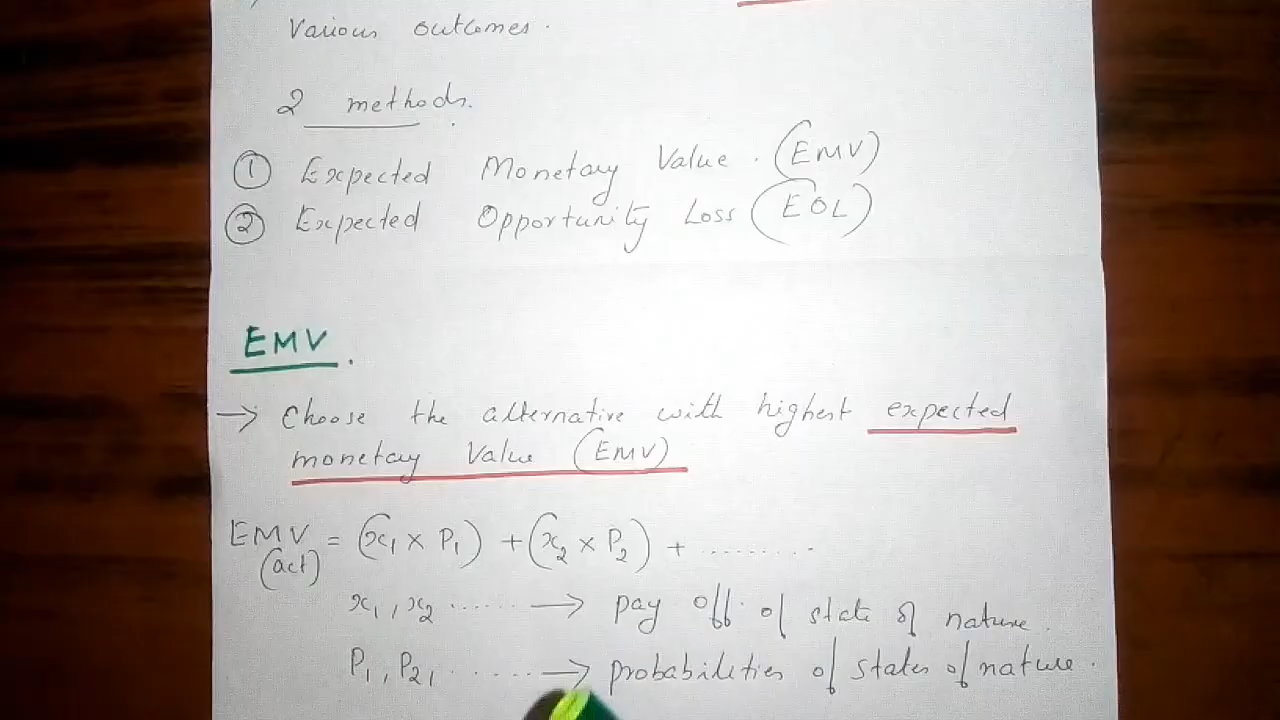 Various outcomes.
2 methods.
① Expected Monetary Value. (EMV)
② Expected Opportunity Loss (EOL)
EMV.
→ Choose the alternative with highest expected
monetary Value (EMV)
EMV = (x₁ × P₁) + (x₂ × P₂) + ..........
(act)
x₁, x₂ ...... → pay off of state of nature.
P₁, P₂, ....... → probabilities of states of nature.